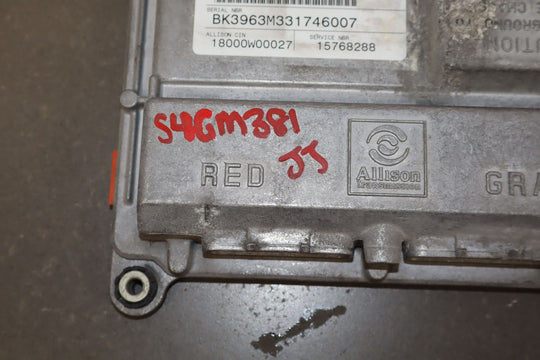 SERIAL NBR
BK3963M331746007
ALLISON CIN SERVICE NBR
18000W00027 15768288
S4GM381
JJ
RED
Allison
transmission
GRA